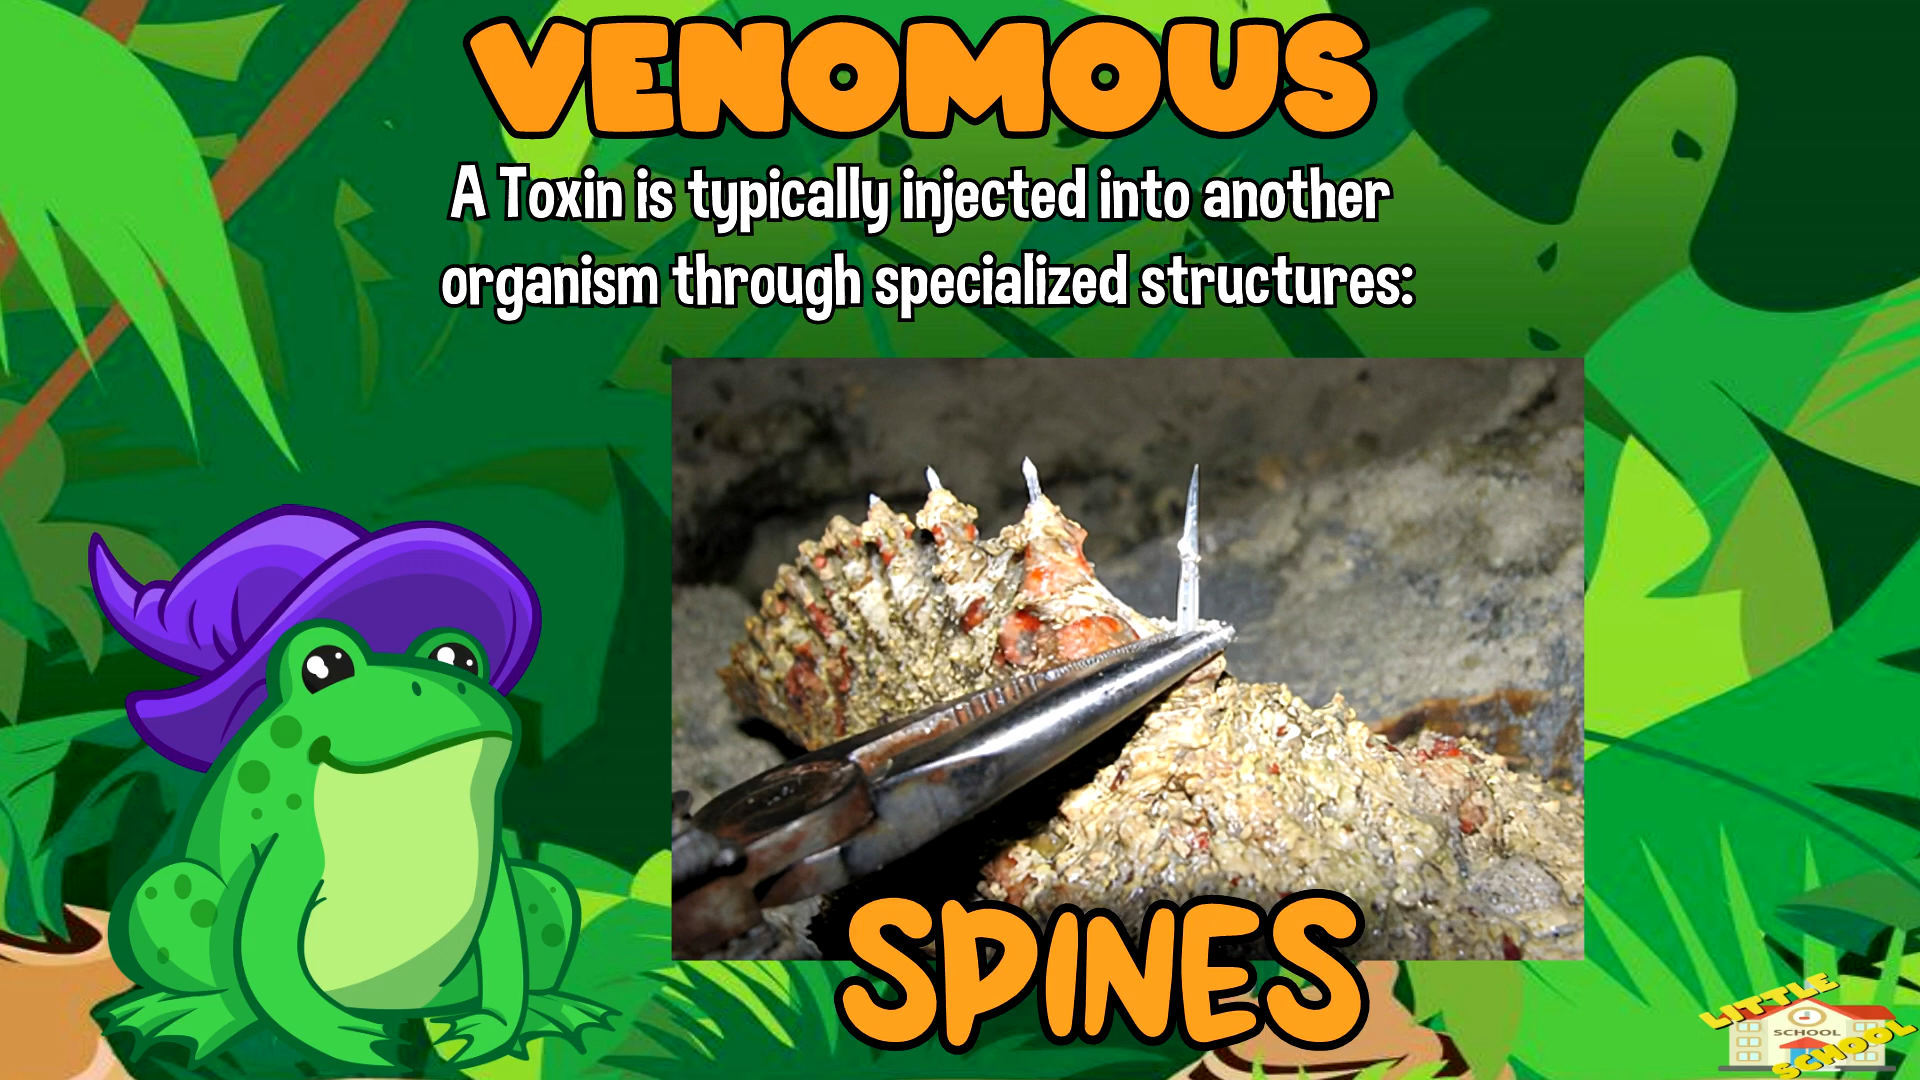 VENOMOUS
A Toxin is typically injected into another
organism through specialized structures:
SPINES
LITTLE
SCHOOL
SCHOOL